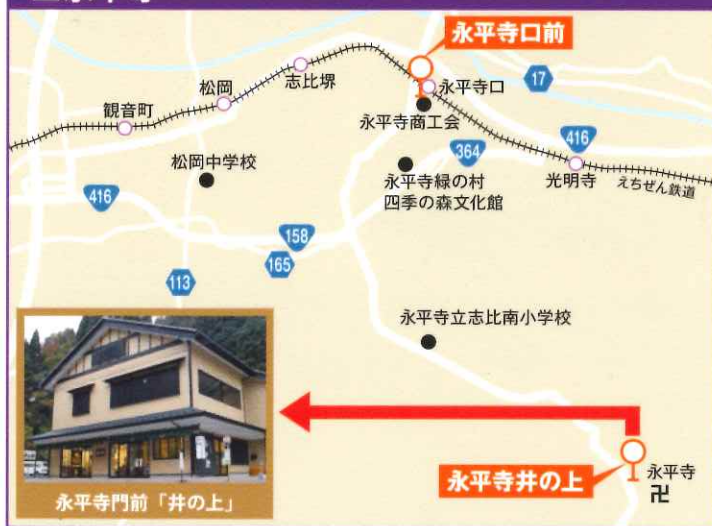 永平寺口前
17
志比堺
永平寺口
松岡
観音町
永平寺商工会
416
364
松岡中学校
永平寺緑の村
四季の森文化館
光明寺
えちぜん鉄道
416
158
165
113
永平寺立志比南小学校
永平寺井の上
永平寺
卍
永平寺門前「井の上」